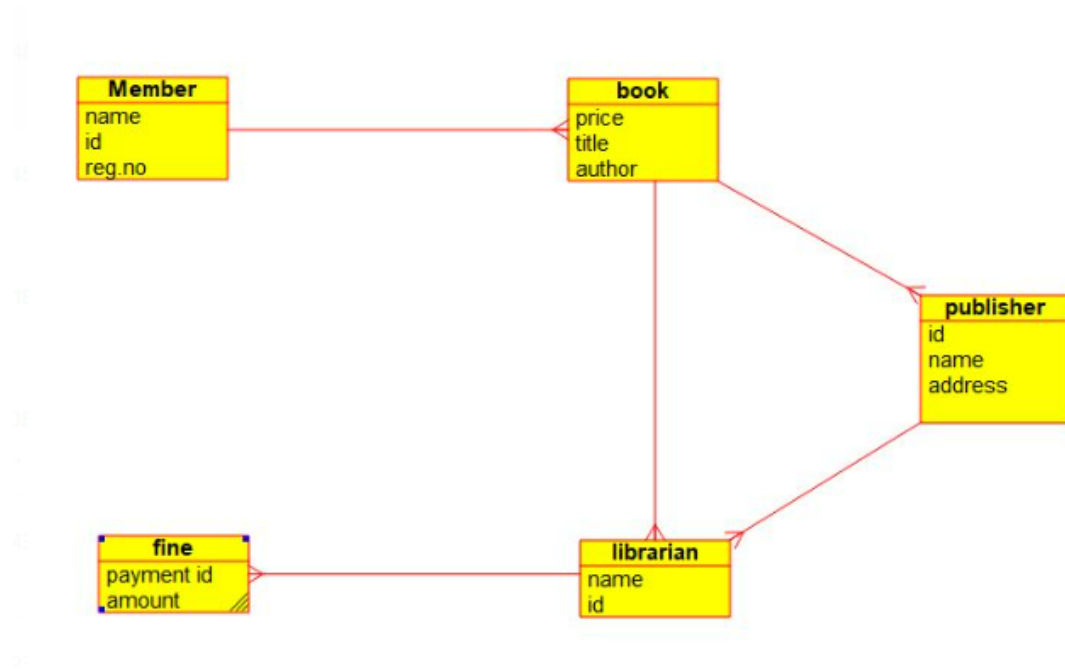 Member
name
id
reg.no
book
price
title
author
publisher
id
name
address
fine
payment id
amount
librarian
name
id